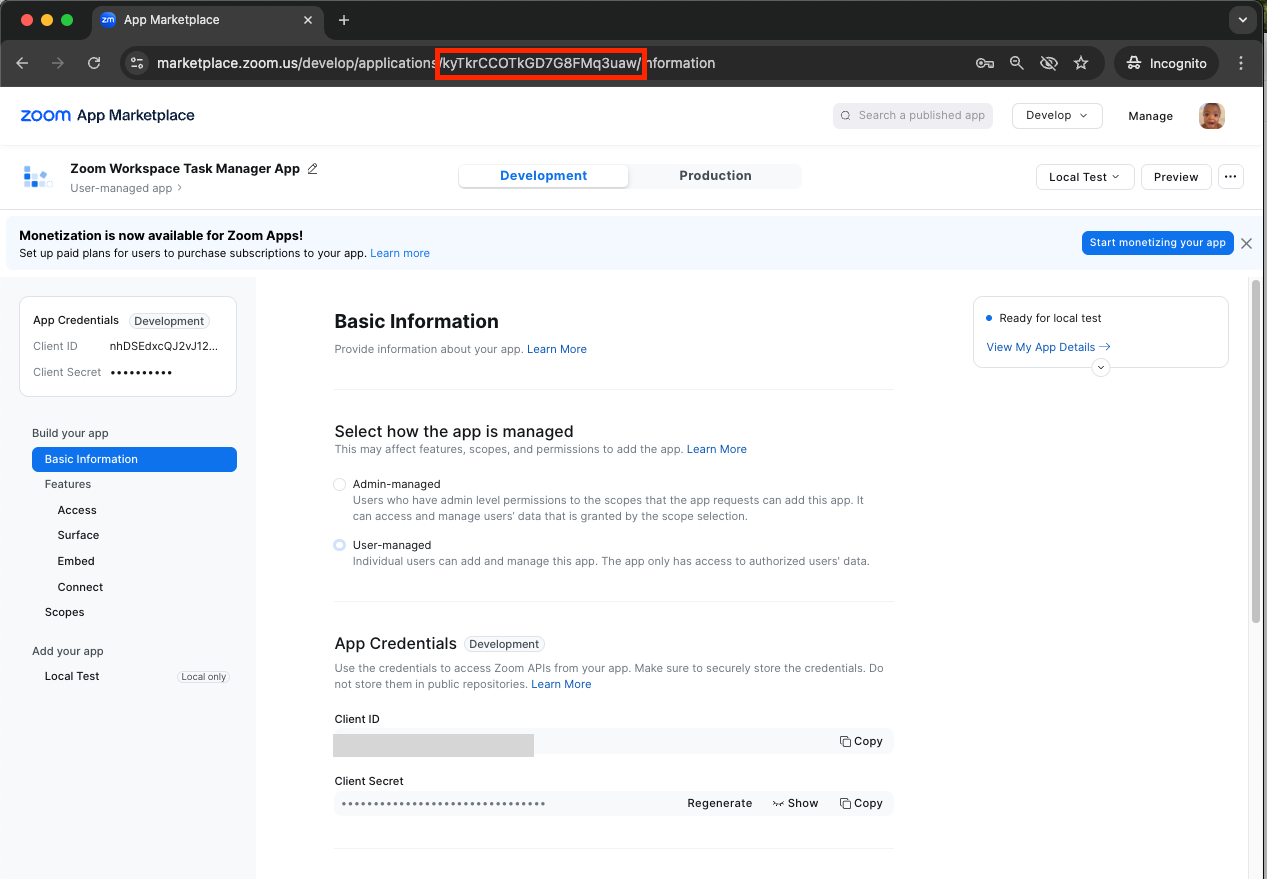 zm App Marketplace
marketplace.zoom.us/develop/applications/kyTkrCCOTkGD7G8FMq3uaw/information
Incognito
zoom App Marketplace
Search a published app
Develop
Manage
Zoom Workspace Task Manager App
User-managed app
Development
Production
Local Test
Preview
Monetization is now available for Zoom Apps!
Set up paid plans for users to purchase subscriptions to your app. Learn more
Start monetizing your app
App Credentials Development
Client ID nhDSEdxcQJ2vJ12...
Client Secret ••••••••••
Build your app
Basic Information
Features
Access
Surface
Embed
Connect
Scopes
Add your app
Local Test Local only
Basic Information
Provide information about your app. Learn More
Select how the app is managed
This may affect features, scopes, and permissions to add the app. Learn More
Admin-managed
Users who have admin level permissions to the scopes that the app requests can add this app. It
can access and manage users' data that is granted by the scope selection.
User-managed
Individual users can add and manage this app. The app only has access to authorized users' data.
App Credentials Development
Use the credentials to access Zoom APIs from your app. Make sure to securely store the credentials. Do
not store them in public repositories. Learn More
Client ID
Copy
Client Secret
•••••••••••••••••••••••••••••••• Regenerate Show Copy
Ready for local test
View My App Details →